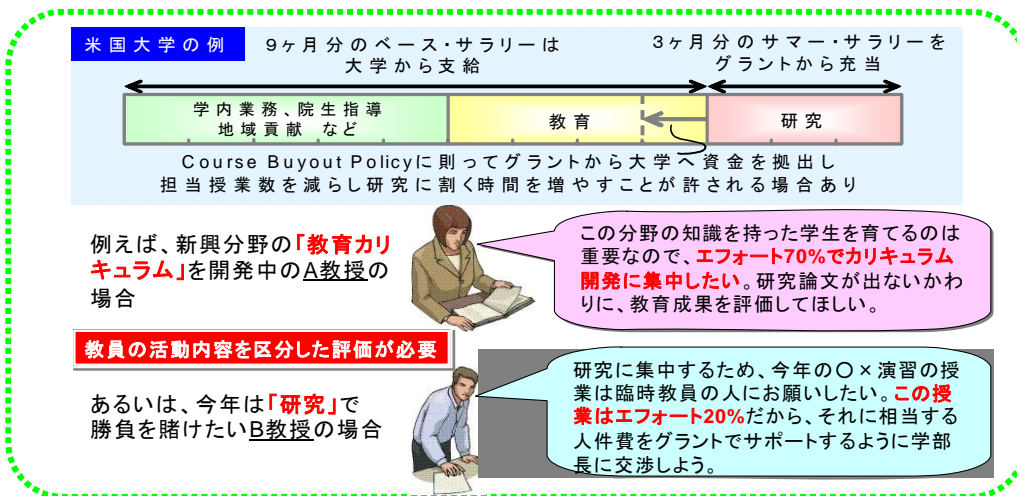 米国大学の例
9ヶ月分のベース・サラリーは
大学から支給
3ヶ月分のサマー・サラリーを
グラントから充当
学内業務、院生指導
地域貢献 など
教育
研究
Course Buyout Policyに則ってグラントから大学へ資金を拠出し
担当授業数を減らし研究に割く時間を増やすことが許される場合あり
例えば、新興分野の「教育カリ
キュラム」を開発中のA教授の
場合
この分野の知識を持った学生を育てるのは
重要なので、エフォート70%でカリキュラム
開発に集中したい。研究論文が出ないかわ
りに、教育成果を評価してほしい。
教員の活動内容を区分した評価が必要
あるいは、今年は「研究」で
勝負を賭けたいB教授の場合
研究に集中するため、今年の〇×演習の授
業は臨時教員の人にお願いしたい。この授
業はエフォート20%だから、それに相当する
人件費をグラントでサポートするように学部
長に交渉しよう。